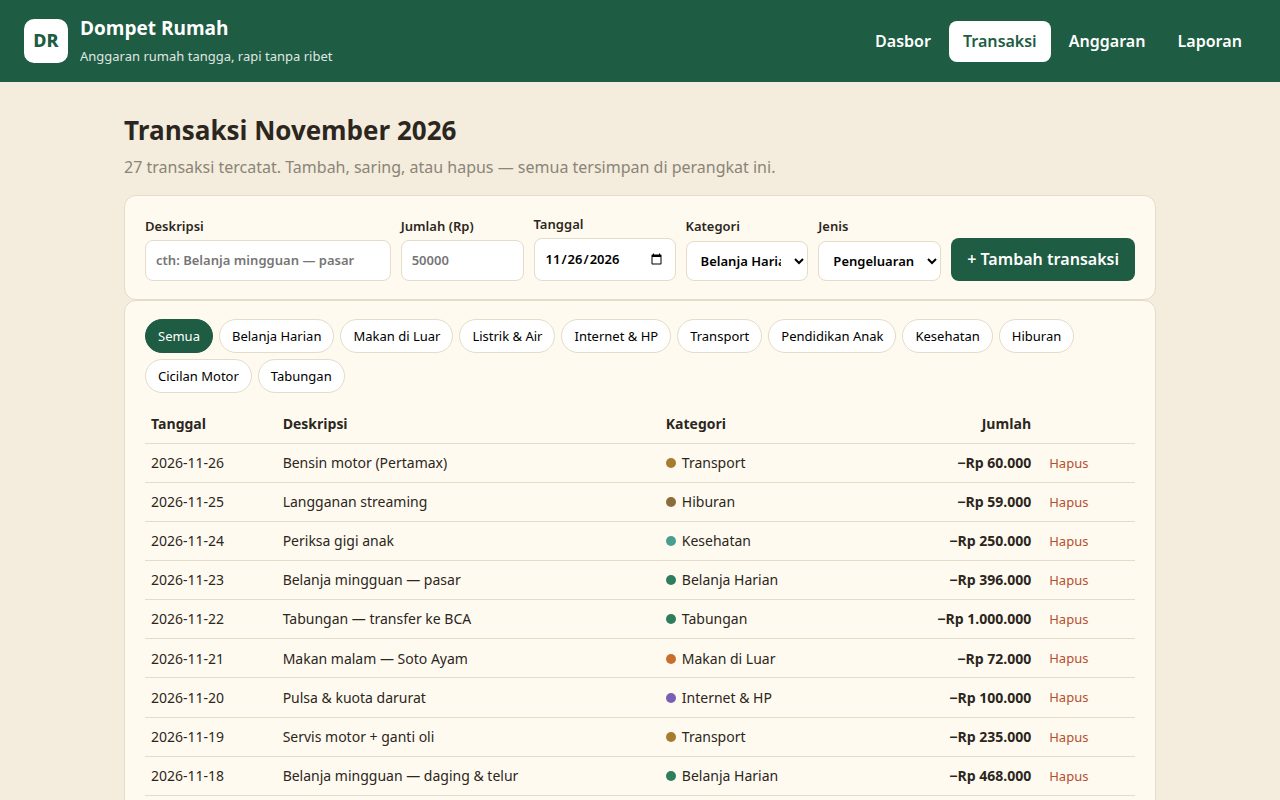 DR
Dompet Rumah
Anggaran rumah tangga, rapi tanpa ribet
Dasbor
Transaksi
Anggaran
Laporan
Transaksi November 2026
27 transaksi tercatat. Tambah, saring, atau hapus — semua tersimpan di perangkat ini.
Deskripsi
cth: Belanja mingguan — pasar
Jumlah (Rp)
50000
Tanggal
11/26/2026
Kategori
Belanja Haria
Jenis
Pengeluaran
+ Tambah transaksi
Semua Belanja Harian Makan di Luar Listrik & Air Internet & HP Transport Pendidikan Anak Kesehatan Hiburan
Cicilan Motor Tabungan
Tanggal Deskripsi Kategori Jumlah
2026-11-26 Bensin motor (Pertamax) Transport −Rp 60.000 Hapus
2026-11-25 Langganan streaming Hiburan −Rp 59.000 Hapus
2026-11-24 Periksa gigi anak Kesehatan −Rp 250.000 Hapus
2026-11-23 Belanja mingguan — pasar Belanja Harian −Rp 396.000 Hapus
2026-11-22 Tabungan — transfer ke BCA Tabungan −Rp 1.000.000 Hapus
2026-11-21 Makan malam — Soto Ayam Makan di Luar −Rp 72.000 Hapus
2026-11-20 Pulsa & kuota darurat Internet & HP −Rp 100.000 Hapus
2026-11-19 Servis motor + ganti oli Transport −Rp 235.000 Hapus
2026-11-18 Belanja mingguan — daging & telur Belanja Harian −Rp 468.000 Hapus